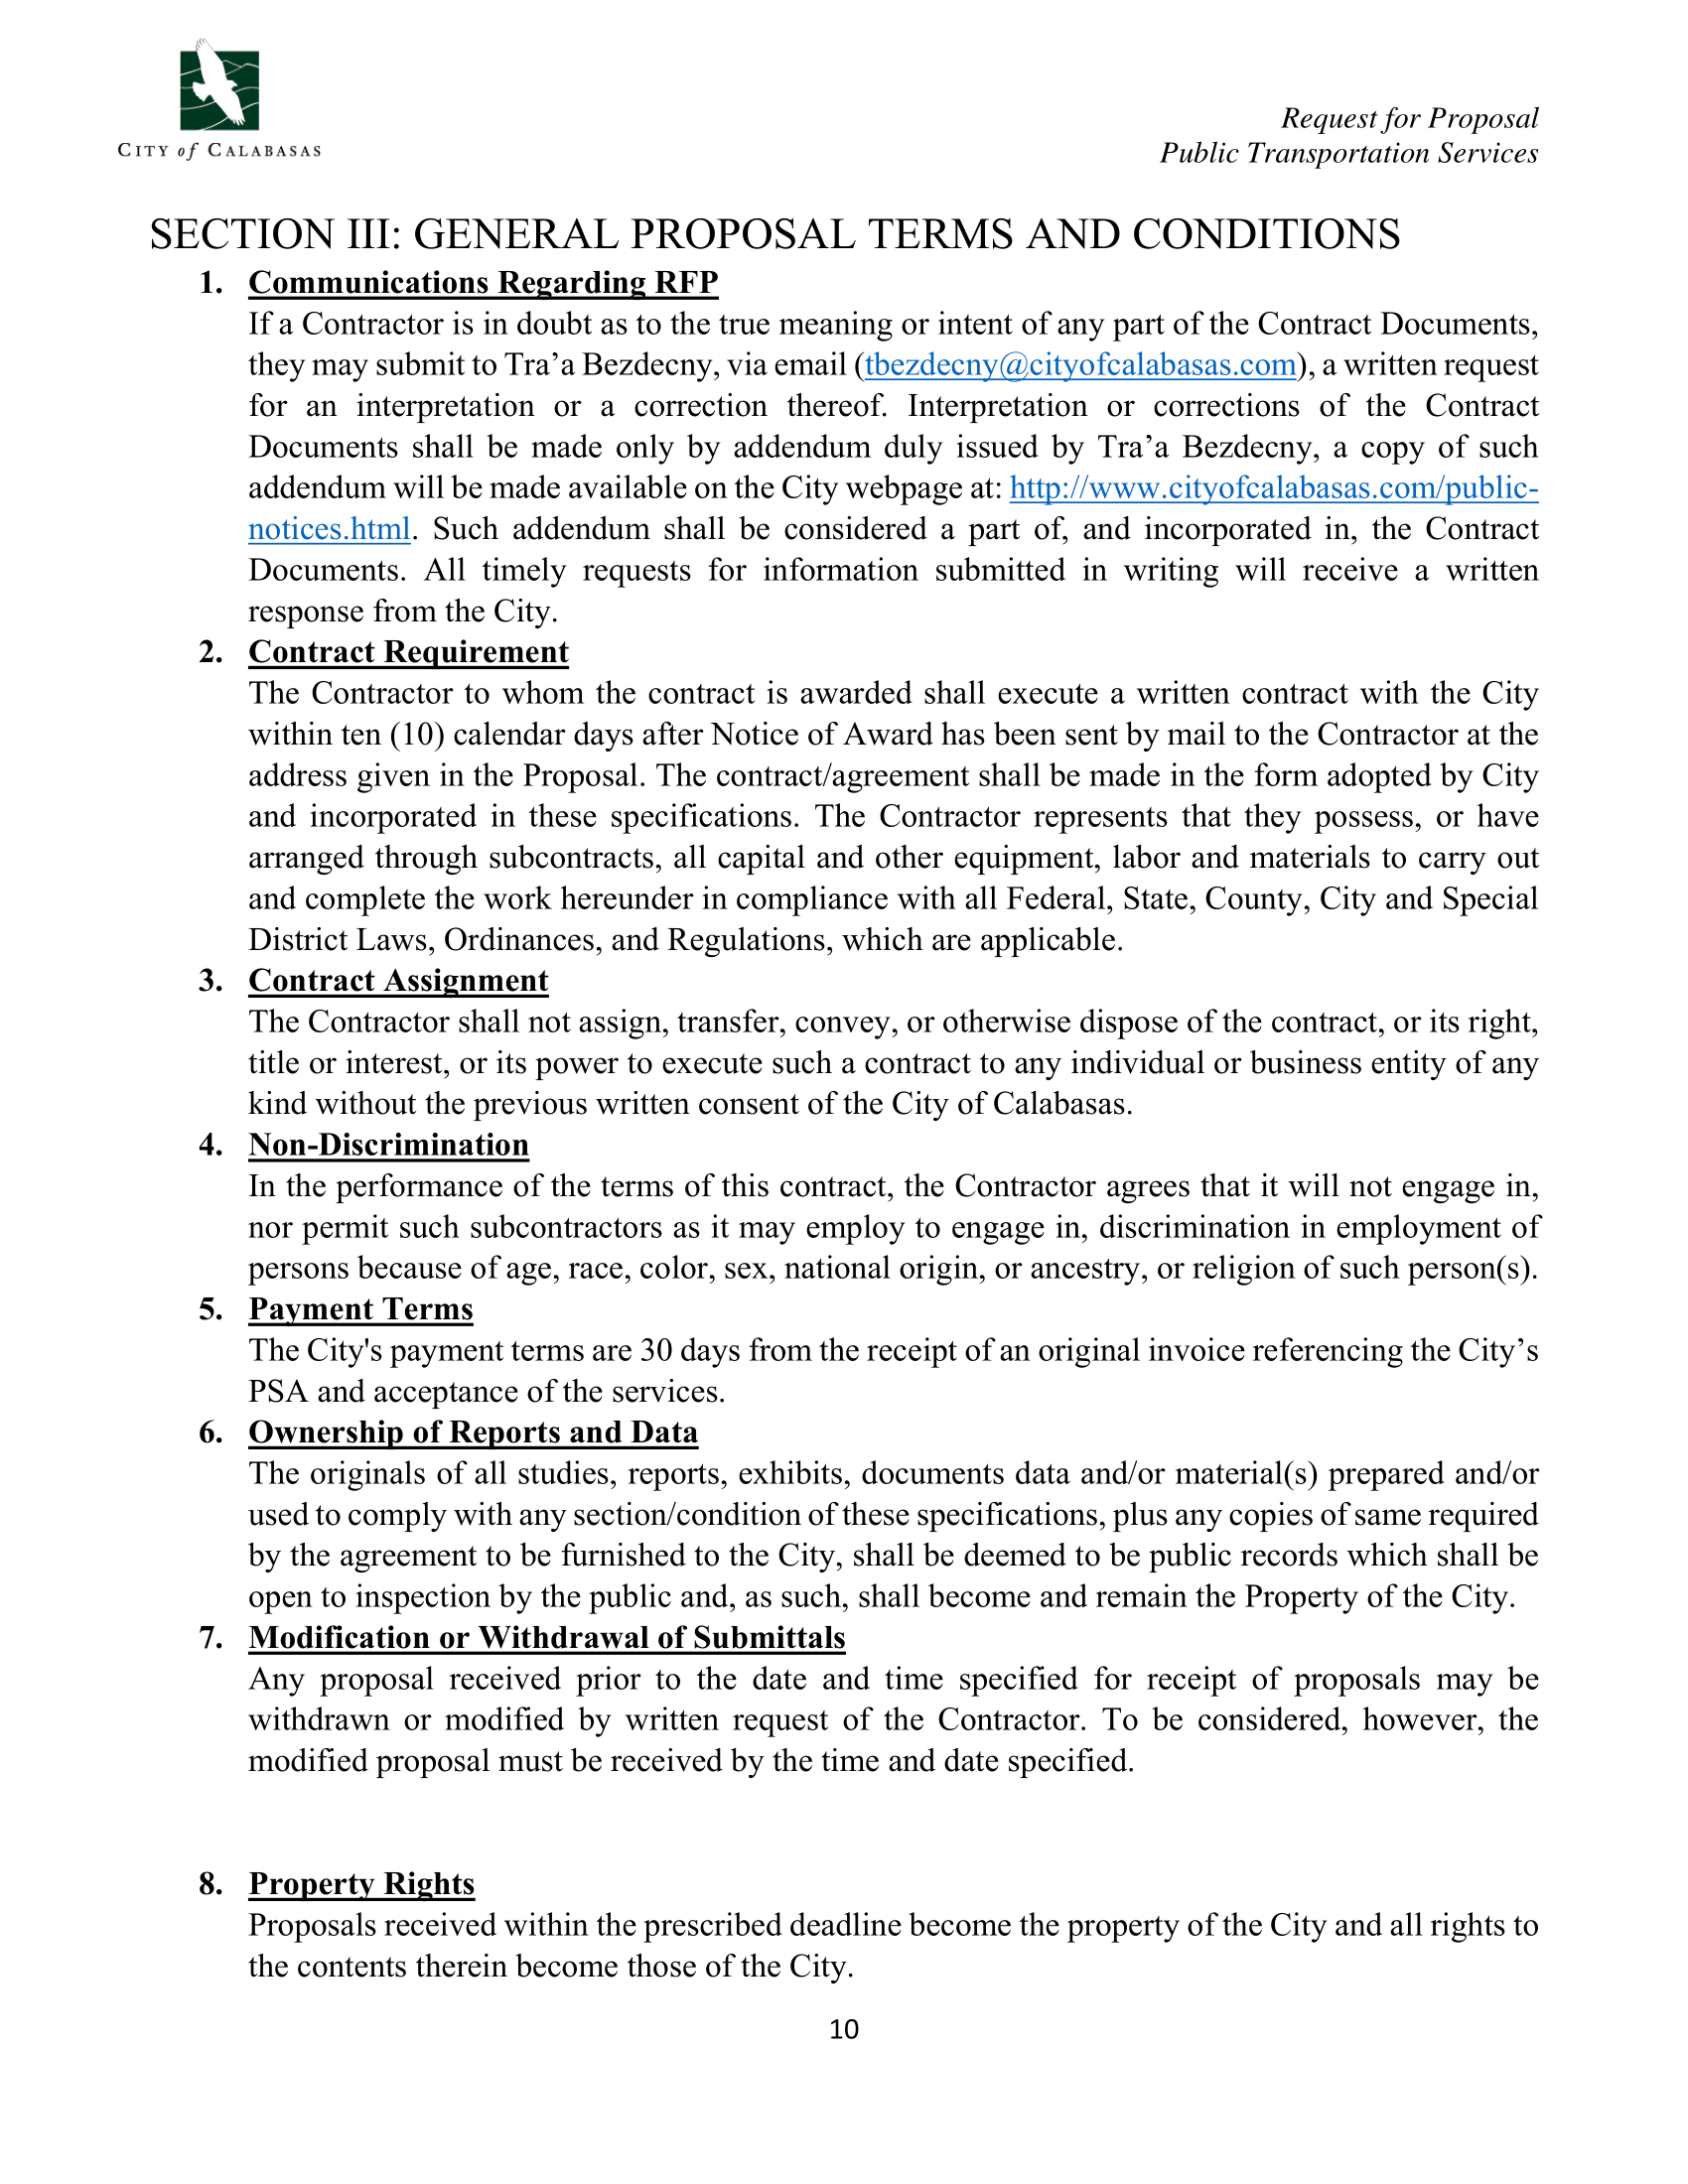 CITY of CALABASAS
Request for Proposal
Public Transportation Services
SECTION III: GENERAL PROPOSAL TERMS AND CONDITIONS
1. Communications Regarding RFP
If a Contractor is in doubt as to the true meaning or intent of any part of the Contract Documents,
they may submit to Tra’a Bezdecny, via email (tbezdecny@cityofcalabasas.com), a written request
for an interpretation or a correction thereof. Interpretation or corrections of the Contract
Documents shall be made only by addendum duly issued by Tra’a Bezdecny, a copy of such
addendum will be made available on the City webpage at: http://www.cityofcalabasas.com/public-
notices.html. Such addendum shall be considered a part of, and incorporated in, the Contract
Documents. All timely requests for information submitted in writing will receive a written
response from the City.
2. Contract Requirement
The Contractor to whom the contract is awarded shall execute a written contract with the City
within ten (10) calendar days after Notice of Award has been sent by mail to the Contractor at the
address given in the Proposal. The contract/agreement shall be made in the form adopted by City
and incorporated in these specifications. The Contractor represents that they possess, or have
arranged through subcontracts, all capital and other equipment, labor and materials to carry out
and complete the work hereunder in compliance with all Federal, State, County, City and Special
District Laws, Ordinances, and Regulations, which are applicable.
3. Contract Assignment
The Contractor shall not assign, transfer, convey, or otherwise dispose of the contract, or its right,
title or interest, or its power to execute such a contract to any individual or business entity of any
kind without the previous written consent of the City of Calabasas.
4. Non-Discrimination
In the performance of the terms of this contract, the Contractor agrees that it will not engage in,
nor permit such subcontractors as it may employ to engage in, discrimination in employment of
persons because of age, race, color, sex, national origin, or ancestry, or religion of such person(s).
5. Payment Terms
The City's payment terms are 30 days from the receipt of an original invoice referencing the City’s
PSA and acceptance of the services.
6. Ownership of Reports and Data
The originals of all studies, reports, exhibits, documents data and/or material(s) prepared and/or
used to comply with any section/condition of these specifications, plus any copies of same required
by the agreement to be furnished to the City, shall be deemed to be public records which shall be
open to inspection by the public and, as such, shall become and remain the Property of the City.
7. Modification or Withdrawal of Submittals
Any proposal received prior to the date and time specified for receipt of proposals may be
withdrawn or modified by written request of the Contractor. To be considered, however, the
modified proposal must be received by the time and date specified.
8. Property Rights
Proposals received within the prescribed deadline become the property of the City and all rights to
the contents therein become those of the City.
10